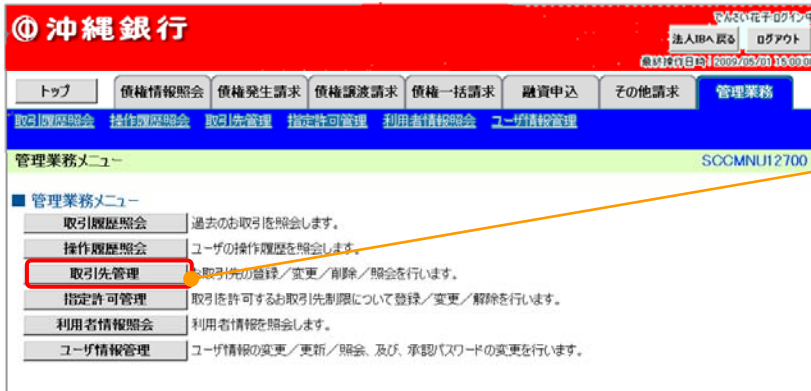 沖縄銀行
でんさい花子ログイン中
法人IBへ戻る ログアウト
最終操作日時 2009/05/01 15:00:00
トップ 債権情報照会 債権発生請求 債権譲渡請求 債権一括請求 融資申込 その他請求 管理業務
取引履歴照会 操作履歴照会 取引先管理 指定許可管理 利用者情報照会 ユーザ情報管理
管理業務メニュー SCCMNU12700
■ 管理業務メニュー
取引履歴照会 過去のお取引を照会します。
操作履歴照会 ユーザの操作履歴を照会します。
取引先管理 お取引先の登録／変更／削除／照会を行います。
指定許可管理 取引を許可するお取引先制限について登録／変更／解除を行います。
利用者情報照会 利用者情報を照会します。
ユーザ情報管理 ユーザ情報の変更／更新／照会、及び、承認パスワードの変更を行います。